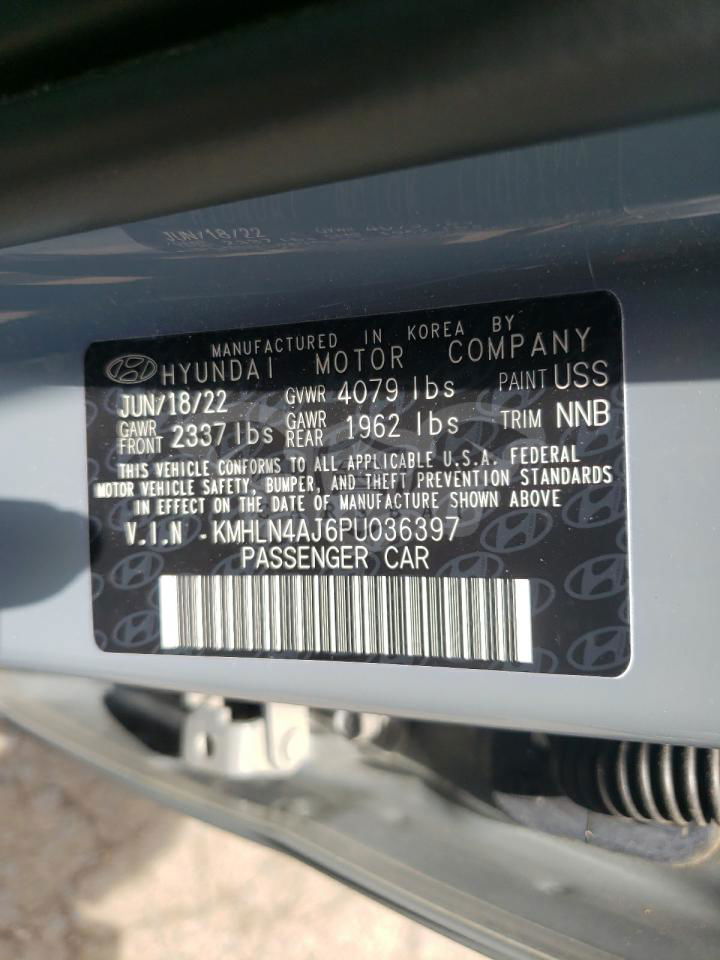 MANUFACTURED IN KOREA BY
HYUNDAI MOTOR COMPANY
JUN/18/22 GVWR 4079 lbs PAINT USS
GAWR FRONT 2337 lbs GAWR REAR 1962 lbs TRIM NNB
THIS VEHICLE CONFORMS TO ALL APPLICABLE U.S.A. FEDERAL
MOTOR VEHICLE SAFETY, BUMPER, AND THEFT PREVENTION STANDARDS
IN EFFECT ON THE DATE OF MANUFACTURE SHOWN ABOVE.
V.I.N - KMHLN4AJ6PU036397
PASSENGER CAR